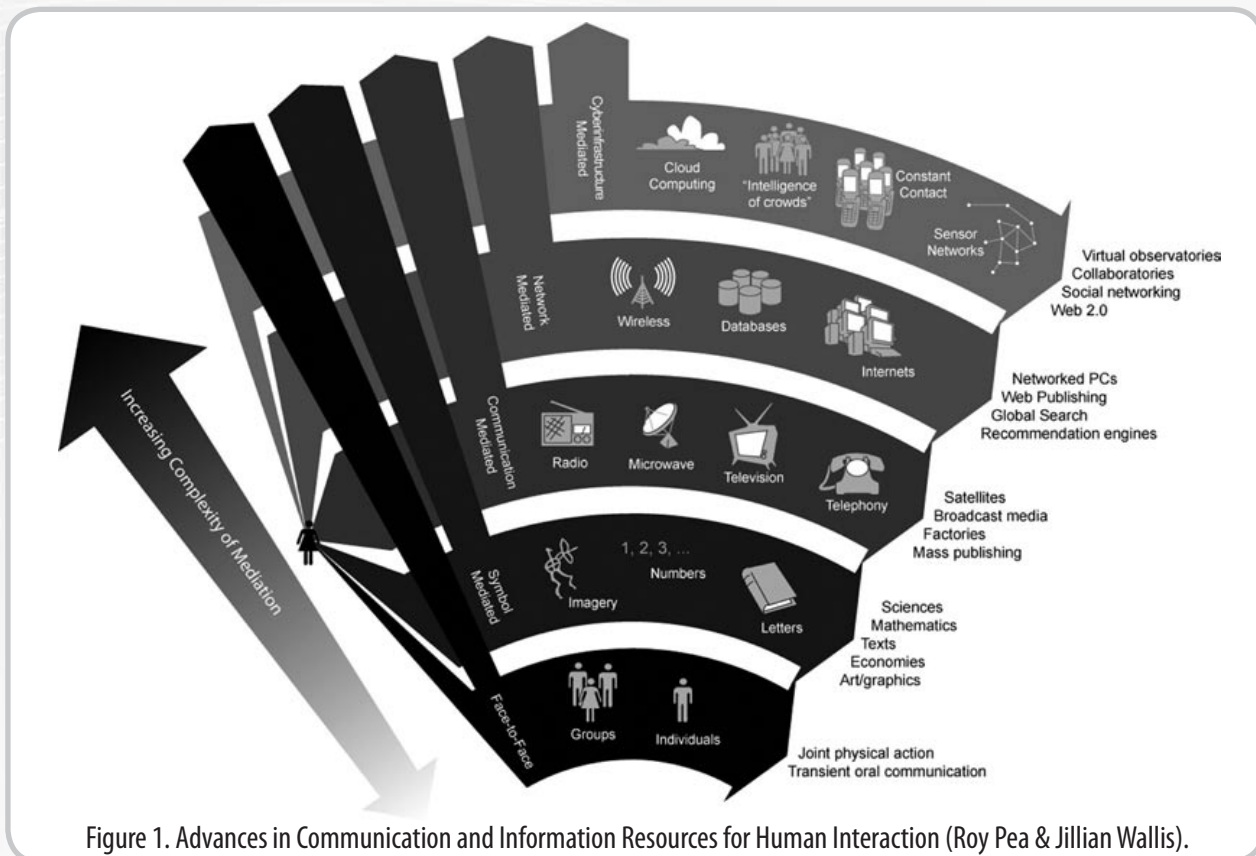 Cyberinfrastructure
Mediated
Cloud
Computing
"Intelligence
of crowds"
Constant
Contact
Sensor
Networks
Virtual observatories
Collaboratories
Social networking
Web 2.0
Network
Mediated
Wireless
Databases
Internets
Networked PCs
Web Publishing
Global Search
Recommendation engines
Communication
Mediated
Radio
Microwave
Television
Telephony
Satellites
Broadcast media
Factories
Mass publishing
Symbol
Mediated
Imagery
1, 2, 3, ...
Numbers
Letters
Sciences
Mathematics
Texts
Economies
Art/graphics
Face-to-Face
Groups
Individuals
Joint physical action
Transient oral communication
Increasing Complexity of Mediation
Figure 1. Advances in Communication and Information Resources for Human Interaction (Roy Pea & Jillian Wallis).